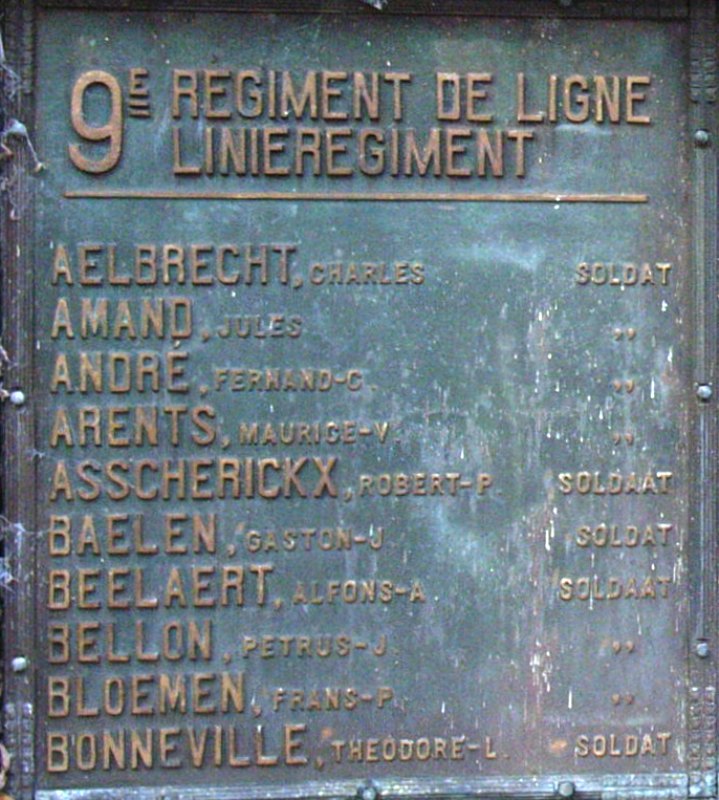 9E REGIMENT DE LIGNE
LINIEREGIMENT
AELBRECHT, CHARLES SOLDAT
AMAND, JULES ,,
ANDRÉ, FERNAND-C. ,,
ARENTS, MAURICE-V. ,,
ASSCHERICKX, ROBERT-P. SOLDAAT
BAELEN, GASTON-J SOLDAT
BEELAERT, ALFONS-A SOLDAAT
BELLON, PETRUS-J. ,,
BLOEMEN, FRANS-P. ,,
BONNEVILLE, THEODORE-L. SOLDAT